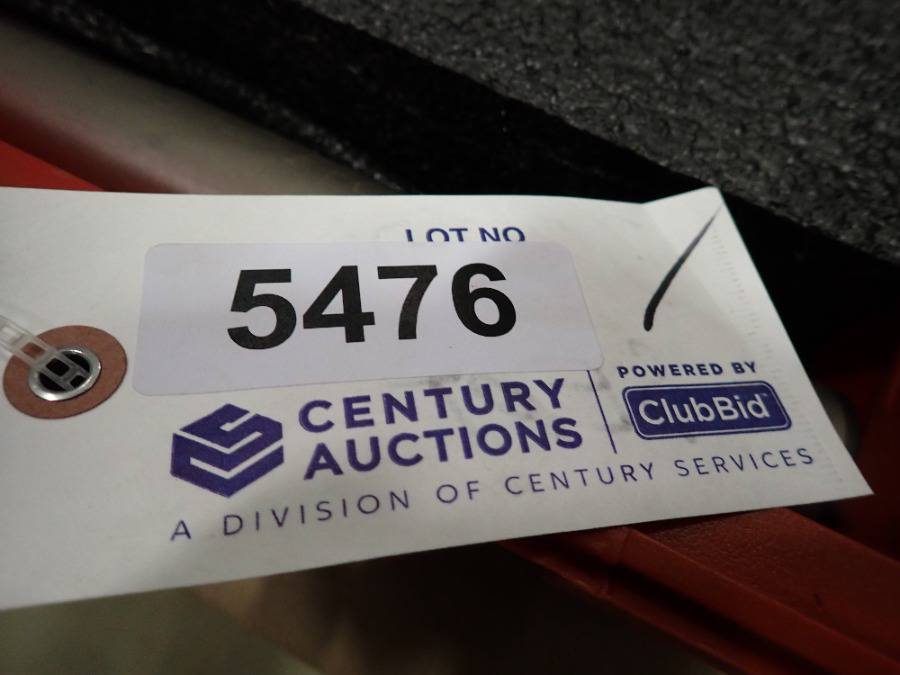 LOT NO
5476
CENTURY
AUCTIONS
A DIVISION OF CENTURY SERVICES
POWERED BY
ClubBid